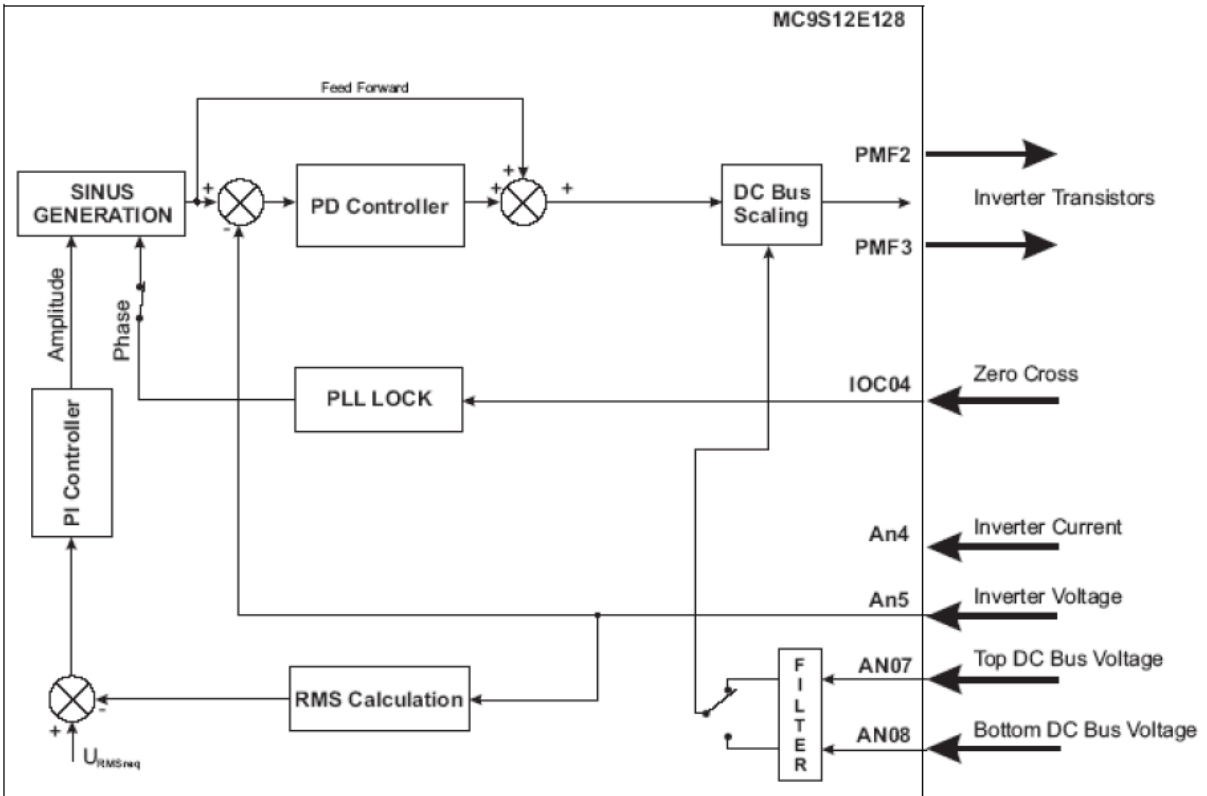 MC9S12E128
Feed Forward
PMF2
SINUS
GENERATION
+
-
PD Controller
+
+
+
DC Bus
Scaling
Inverter Transistors
PMF3
Amplitude
Phase
PLL LOCK
IOC04
Zero Cross
PI Controller
An4
Inverter Current
An5
Inverter Voltage
RMS Calculation
FILTER
AN07
Top DC Bus Voltage
AN08
Bottom DC Bus Voltage
+
-
URMSreq